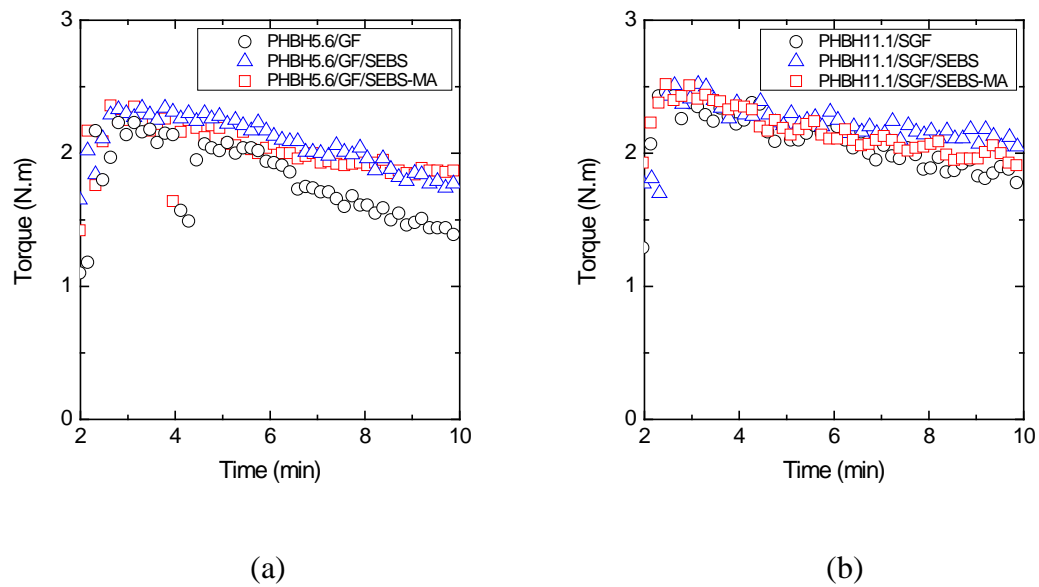 3
PHBH5.6/GF
PHBH5.6/GF/SEBS
PHBH5.6/GF/SEBS-MA
2
1
0
2 4 6 8 10
Torque (N.m)
Time (min)
(a)
3
PHBH11.1/SGF
PHBH11.1/SGF/SEBS
PHBH11.1/SGF/SEBS-MA
2
1
0
2 4 6 8 10
Torque (N.m)
Time (min)
(b)